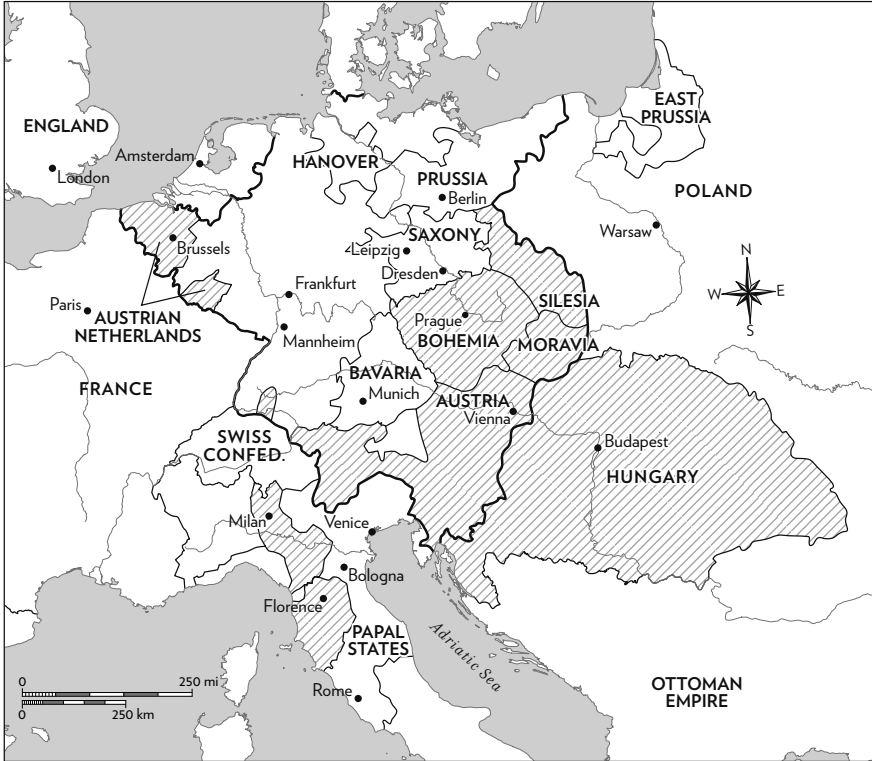 ENGLAND
London
Amsterdam
HANOVER
PRUSSIA
Berlin
EAST
PRUSSIA
POLAND
Warsaw
Brussels
AUSTRIAN
NETHERLANDS
Paris
FRANCE
Frankfurt
Mannheim
Leipzig
SAXONY
Dresden
SILESIA
Prague
BOHEMIA
MORAVIA
N
W
E
S
BAVARIA
Munich
AUSTRIA
Vienna
Budapest
HUNGARY
SWISS
CONFED.
Milan
Venice
Bologna
Florence
PAPAL
STATES
Rome
Adriatic Sea
OTTOMAN
EMPIRE
0 250 mi
0 250 km